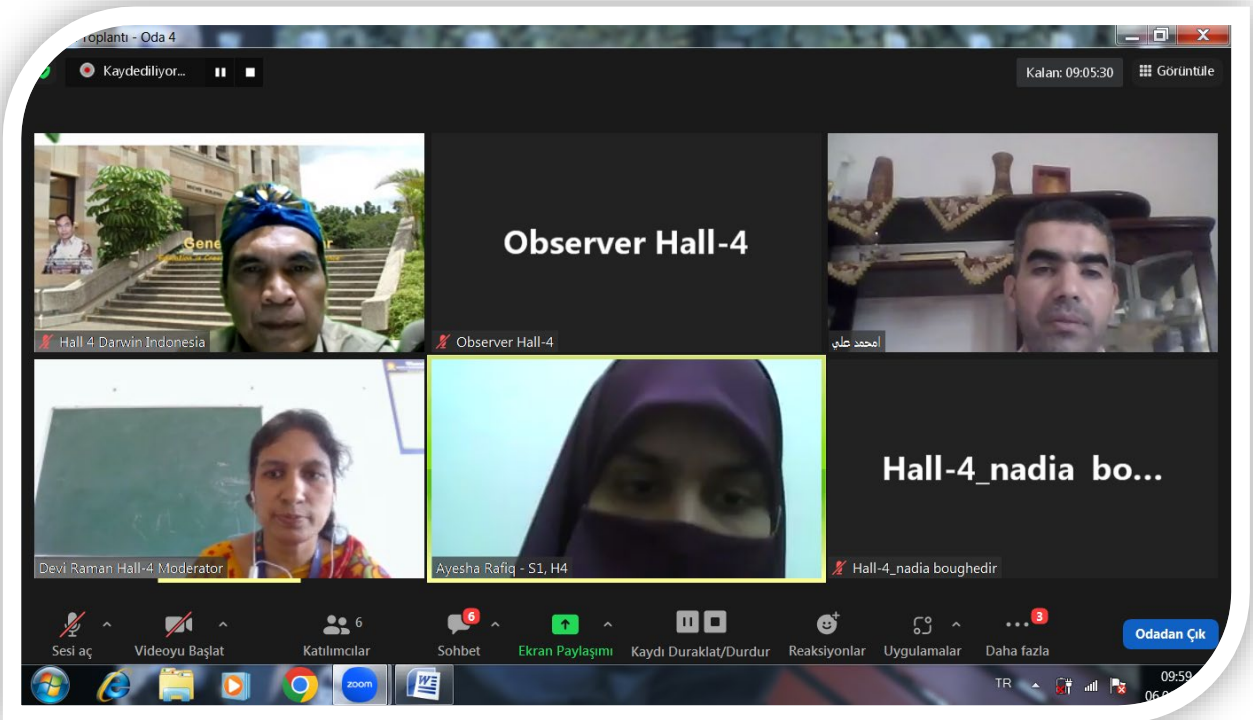 Toplantı - Oda 4
Kaydediliyor...
Kalan: 09:05:30
Görüntüle
Hall 4 Darwin Indonesia
Observer Hall-4
Observer Hall-4
امحمد علي
Devi Raman Hall-4 Moderator
Ayesha Rafiq - S1, H4
Hall-4_nadia bo...
Hall-4_nadia boughedir
6
6
3
Sesi aç
Videoyu Başlat
Katılımcılar
Sohbet
Ekran Paylaşımı
Kaydı Duraklat/Durdur
Reaksiyonlar
Uygulamalar
Daha fazla
Odadan Çık
zoom
TR
09:59